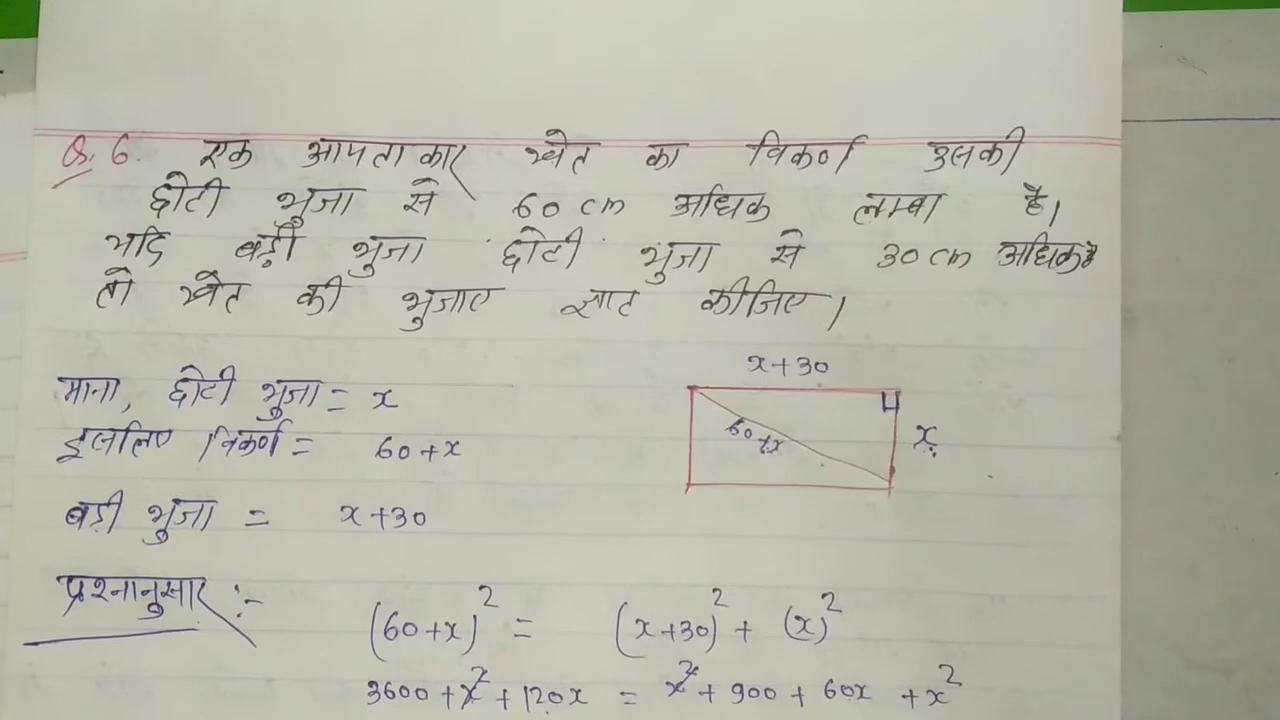 Q. 6. एक आयताकार खेत का विकर्ण उसकी
छोटी भुजा से 60 cm अधिक लम्बा है।
यदि बड़ी भुजा छोटी भुजा से 30 cm अधिक है
तो खेत की भुजाए ज्ञात कीजिए।
x+30
माना, छोटी भुजा = x
60+x
x
इसलिए विकर्ण = 60+x
बड़ी भुजा = x+30
प्रश्नानुसार :-
(60+x)² = (x+30)² + (x)²
3600 + x² + 120x = x² + 900 + 60x + x²